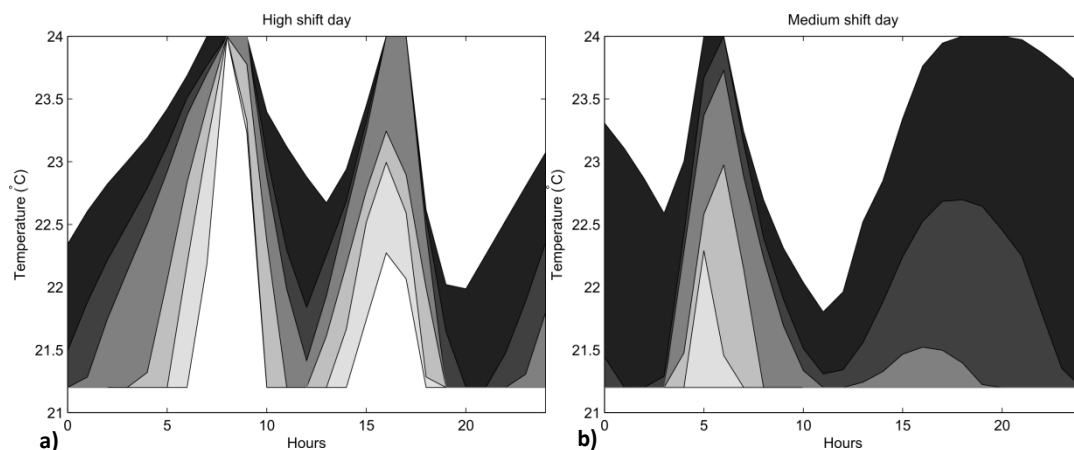 High shift day
24
23.5
23
22.5
22
21.5
21
Temperature (°C)
0 5 10 15 20
Hours
a)
Medium shift day
24
23.5
23
22.5
22
21.5
21
Temperature (°C)
0 5 10 15 20
Hours
b)